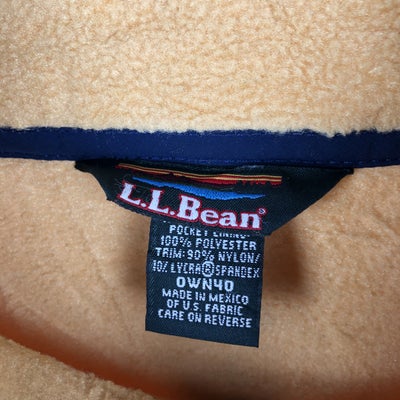 L.L.Bean®
POCKET LINING:
100% POLYESTER
TRIM: 90% NYLON/
10% LYCRA® SPANDEX
OWN40
MADE IN MEXICO
OF U.S. FABRIC
CARE ON REVERSE